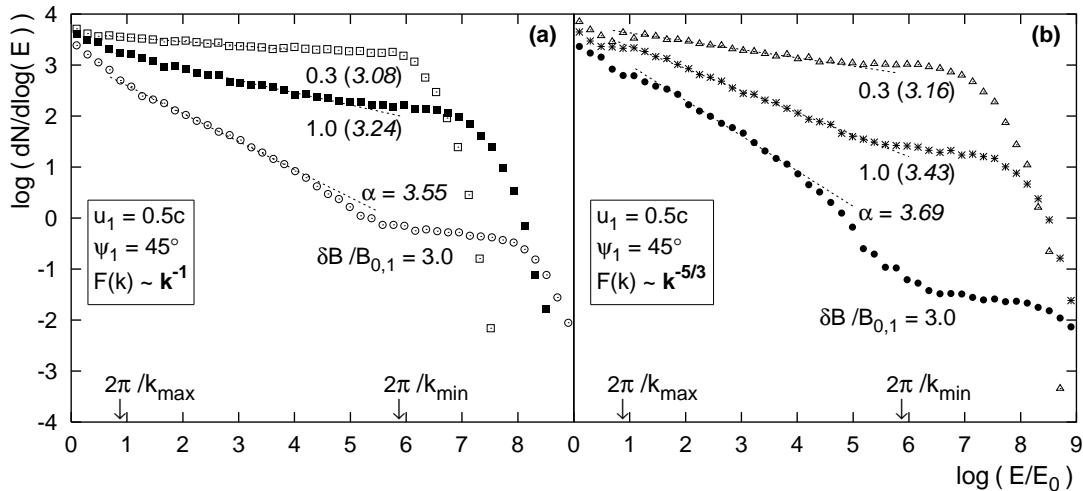 log ( dN/dlog( E ) )
4
3
2
1
0
-1
-2
-3
-4
(a)
0.3 (3.08)
1.0 (3.24)
α = 3.55
δB /B0,1 = 3.0
u1 = 0.5c
ψ1 = 45°
F(k) ~ k-1
2π /kmax
2π /kmin
0 1 2 3 4 5 6 7 8
(b)
0.3 (3.16)
1.0 (3.43)
α = 3.69
δB /B0,1 = 3.0
u1 = 0.5c
ψ1 = 45°
F(k) ~ k-5/3
2π /kmax
2π /kmin
0 1 2 3 4 5 6 7 8 9
log ( E/E0 )